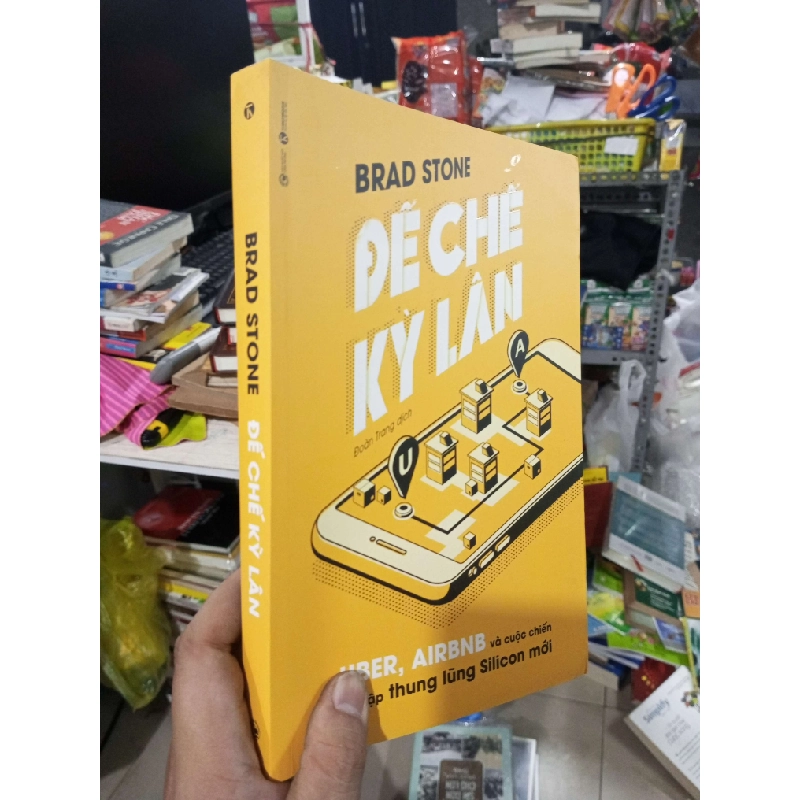 BRAD STONE
ĐẾ CHẾ
KỲ LÂN
Đoàn Trang dịch
A
U
UBER, AIRBNB và cuộc chiến
thung lũng Silicon mới
BRAD STONE ĐẾ CHẾ KỲ LÂN
Simplify